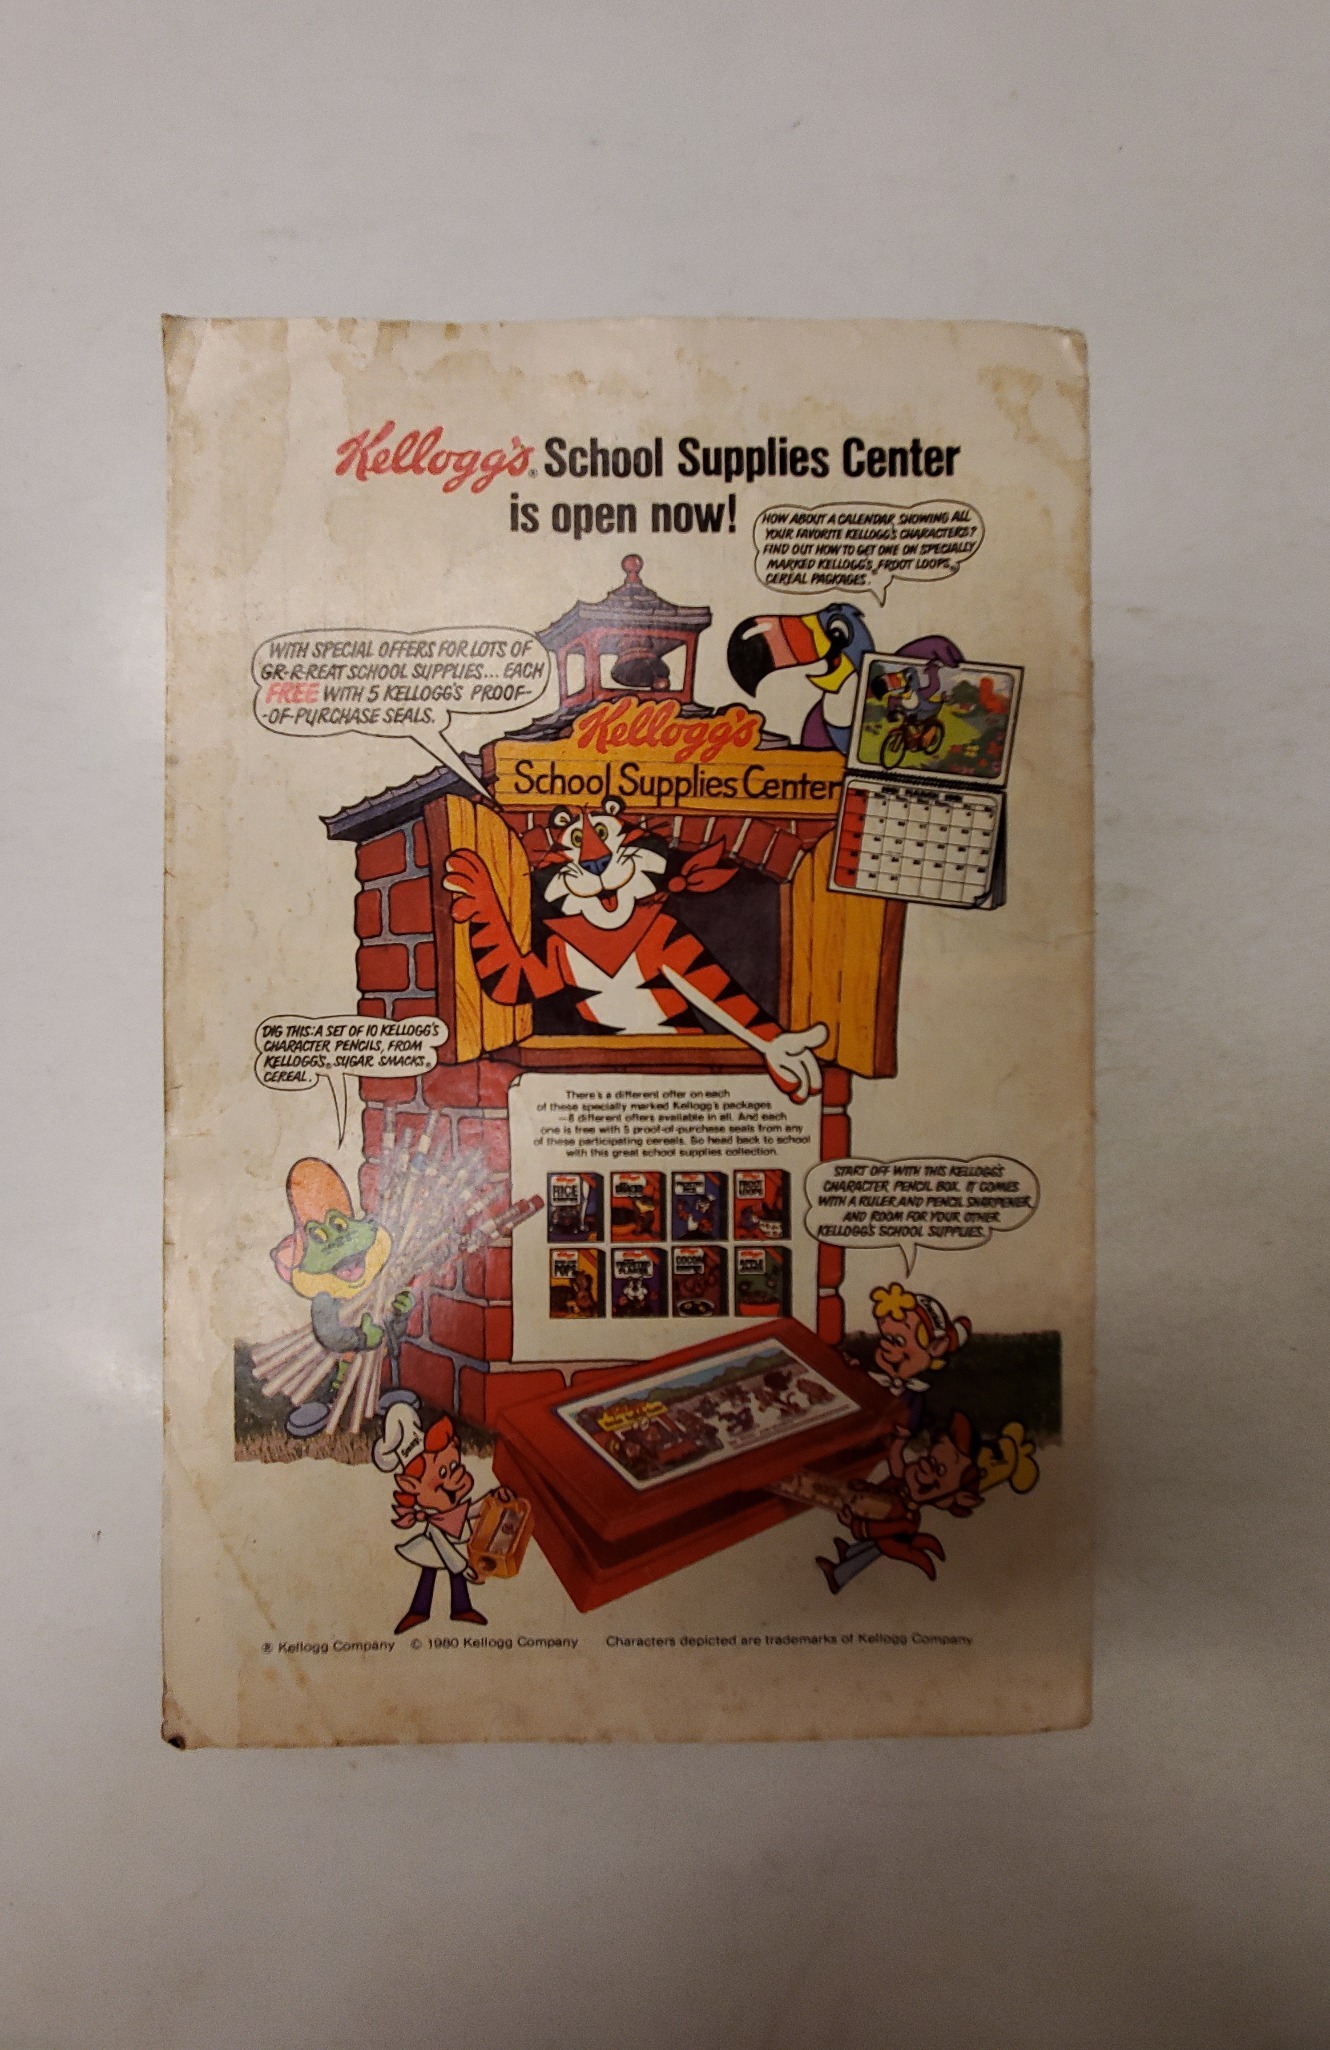 Kellogg's® School Supplies Center
is open now!
HOW ABOUT A CALENDAR SHOWING ALL
YOUR FAVORITE KELLOGG'S CHARACTERS?
FIND OUT HOW TO GET ONE ON SPECIALLY
MARKED KELLOGG'S® FROOT LOOPS®
CEREAL PACKAGES.
WITH SPECIAL OFFERS FOR LOTS OF
GR-R-REAT SCHOOL SUPPLIES... EACH
FREE WITH 5 KELLOGG'S PROOF-
-OF-PURCHASE SEALS.
Kellogg's
School Supplies Center
DIG THIS: A SET OF 10 KELLOGG'S
CHARACTER PENCILS, FROM
KELLOGG'S® SUGAR SMACKS®
CEREAL.
There's a different offer on each
of these specially marked Kellogg's packages
—8 different offers available in all. And each
one is free with 5 proof-of-purchase seals from any
of these participating cereals. So head back to school
with this great school supplies collection.
RICE
FROOT
LOOPS
POPS
COCOA
START OFF WITH THIS KELLOGG'S
CHARACTER PENCIL BOX. IT COMES
WITH A RULER AND PENCIL SHARPENER
AND ROOM FOR YOUR OTHER
KELLOGG'S SCHOOL SUPPLIES.
Snap!
® Kellogg Company © 1980 Kellogg Company Characters depicted are trademarks of Kellogg Company